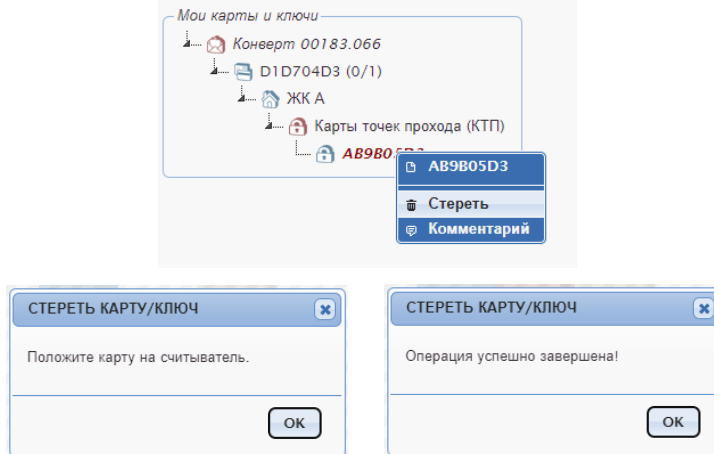 Мои карты и ключи
Конверт 00183.066
D1D704D3 (0/1)
ЖК А
Карты точек прохода (КТП)
AB9B05D3
AB9B05D3
Стереть
Комментарий
СТЕРЕТЬ КАРТУ/КЛЮЧ
Положите карту на считыватель.
OK
СТЕРЕТЬ КАРТУ/КЛЮЧ
Операция успешно завершена!
OK